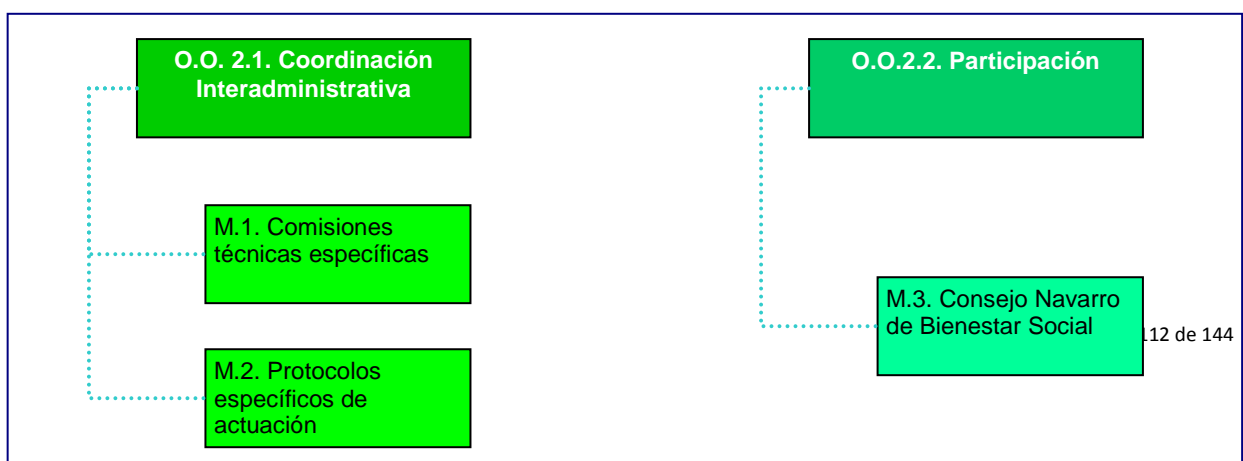 O.O. 2.1. Coordinación
Interadministrativa
M.1. Comisiones
técnicas específicas
M.2. Protocolos
específicos de
actuación
O.O.2.2. Participación
M.3. Consejo Navarro
de Bienestar Social
112 de 144